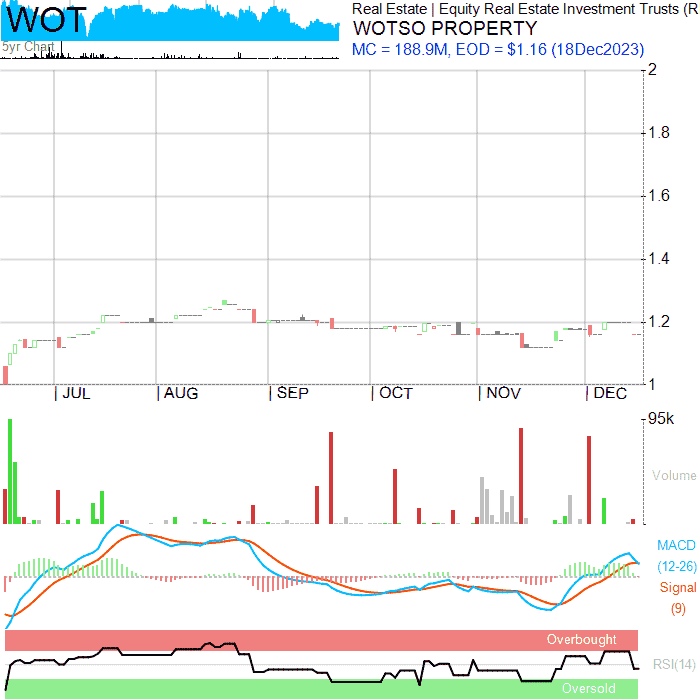 WOT
5yr Chart
Real Estate | Equity Real Estate Investment Trusts (R
WOTSO PROPERTY
MC = 188.9M, EOD = $1.16 (18Dec2023)
2
1.8
1.6
1.4
1.2
1
JUL AUG SEP OCT NOV DEC
95k
Volume
MACD
(12-26)
Signal
(9)
Overbought
RSI(14)
Oversold